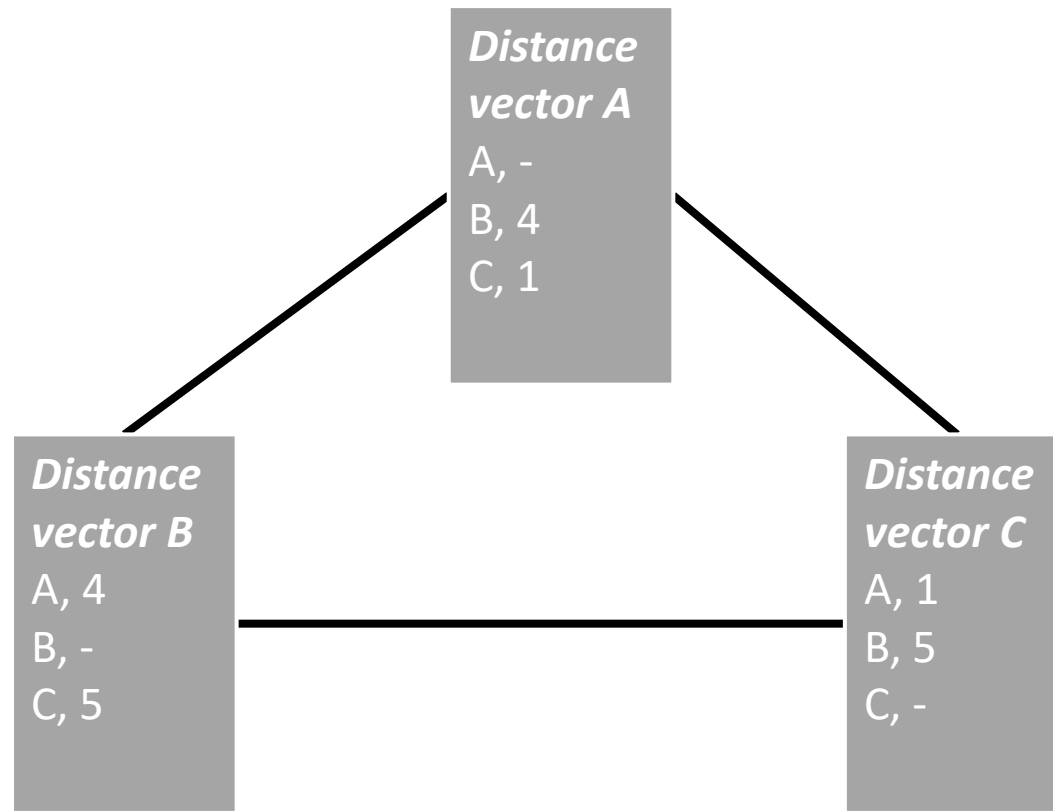 Distance
vector A
A, -
B, 4
C, 1
Distance
vector B
A, 4
B, -
C, 5
Distance
vector C
A, 1
B, 5
C, -